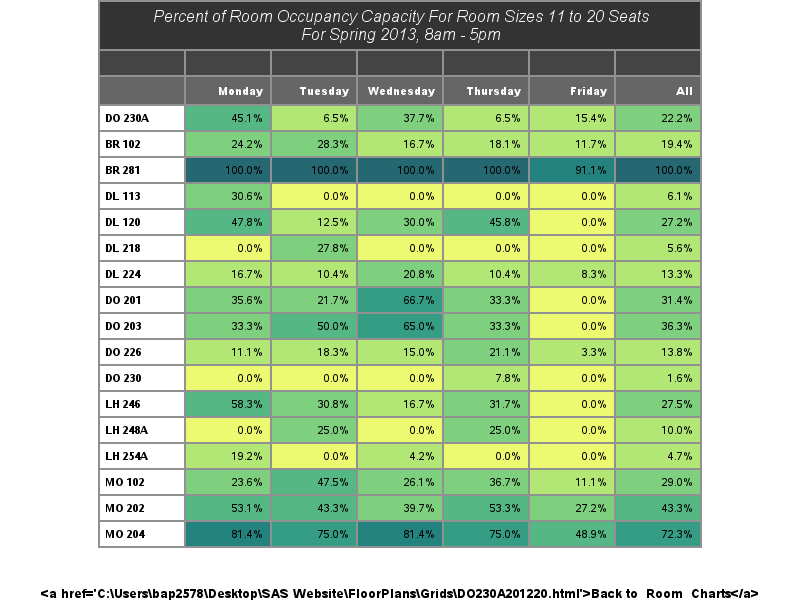 Percent of Room Occupancy Capacity For Room Sizes 11 to 20 Seats
For Spring 2013, 8am - 5pm
Monday Tuesday Wednesday Thursday Friday All
DO 230A 45.1% 6.5% 37.7% 6.5% 15.4% 22.2%
BR 102 24.2% 28.3% 16.7% 18.1% 11.7% 19.4%
BR 281 100.0% 100.0% 100.0% 100.0% 91.1% 100.0%
DL 113 30.6% 0.0% 0.0% 0.0% 0.0% 6.1%
DL 120 47.8% 12.5% 30.0% 45.8% 0.0% 27.2%
DL 218 0.0% 27.8% 0.0% 0.0% 0.0% 5.6%
DL 224 16.7% 10.4% 20.8% 10.4% 8.3% 13.3%
DO 201 35.6% 21.7% 66.7% 33.3% 0.0% 31.4%
DO 203 33.3% 50.0% 65.0% 33.3% 0.0% 36.3%
DO 226 11.1% 18.3% 15.0% 21.1% 3.3% 13.8%
DO 230 0.0% 0.0% 0.0% 7.8% 0.0% 1.6%
LH 246 58.3% 30.8% 16.7% 31.7% 0.0% 27.5%
LH 248A 0.0% 25.0% 0.0% 25.0% 0.0% 10.0%
LH 254A 19.2% 0.0% 4.2% 0.0% 0.0% 4.7%
MO 102 23.6% 47.5% 26.1% 36.7% 11.1% 29.0%
MO 202 53.1% 43.3% 39.7% 53.3% 27.2% 43.3%
MO 204 81.4% 75.0% 81.4% 75.0% 48.9% 72.3%
<a href='C:\Users\bap2578\Desktop\SAS Website\FloorPlans\Grids\DO230A201220.html'>Back to Room Charts</a>